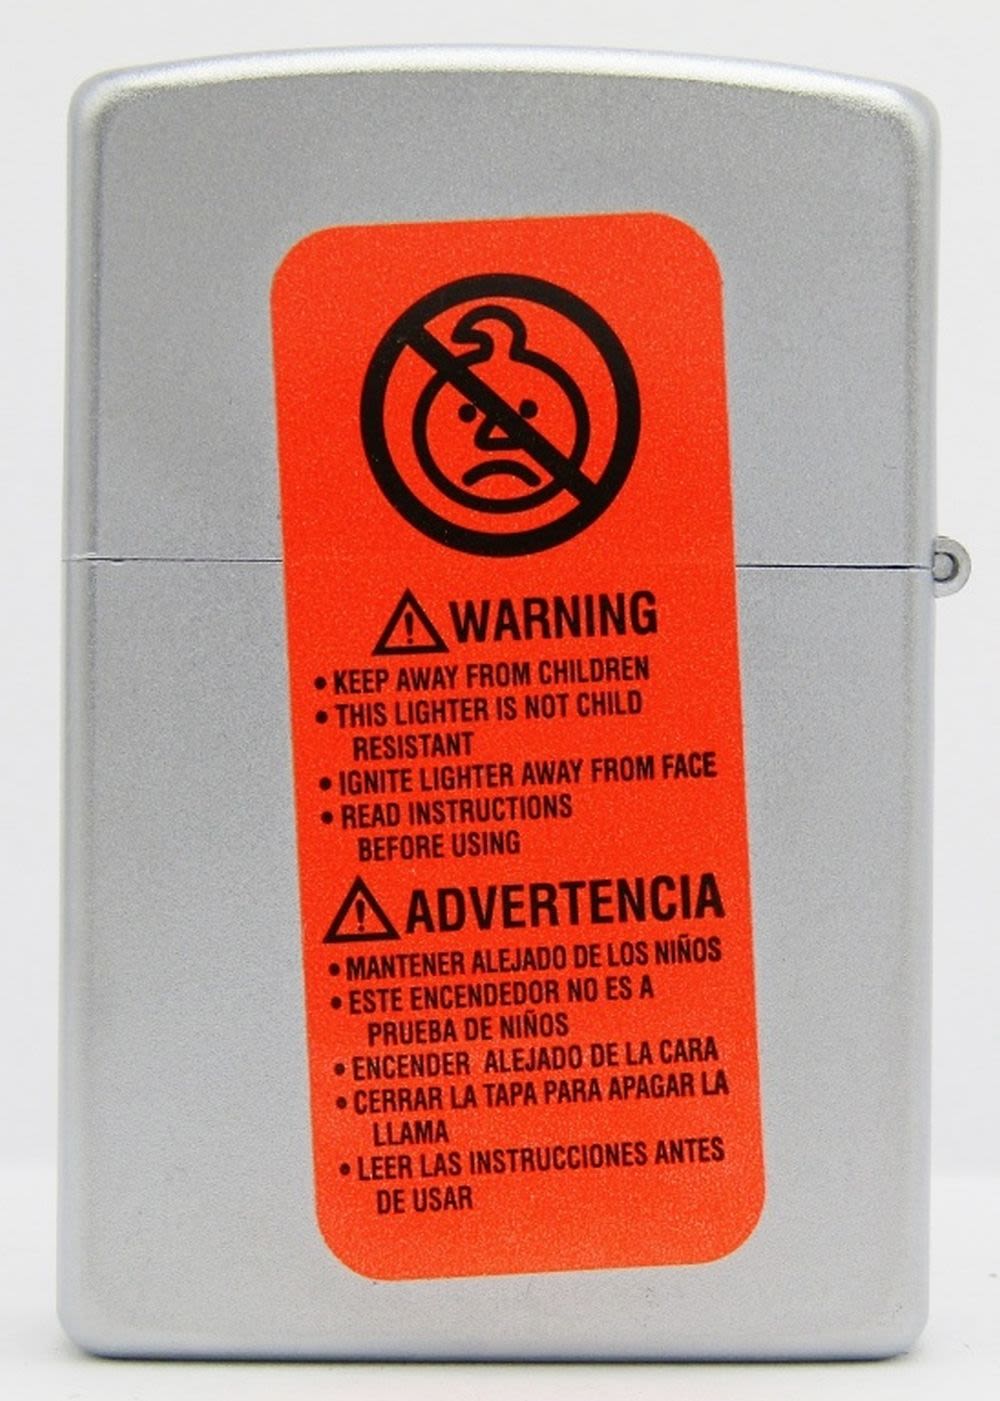 WARNING
• KEEP AWAY FROM CHILDREN
• THIS LIGHTER IS NOT CHILD
RESISTANT
• IGNITE LIGHTER AWAY FROM FACE
• READ INSTRUCTIONS
BEFORE USING
ADVERTENCIA
• MANTENER ALEJADO DE LOS NIÑOS
• ESTE ENCENDEDOR NO ES A
PRUEBA DE NIÑOS
• ENCENDER ALEJADO DE LA CARA
• CERRAR LA TAPA PARA APAGAR LA
LLAMA
• LEER LAS INSTRUCCIONES ANTES
DE USAR